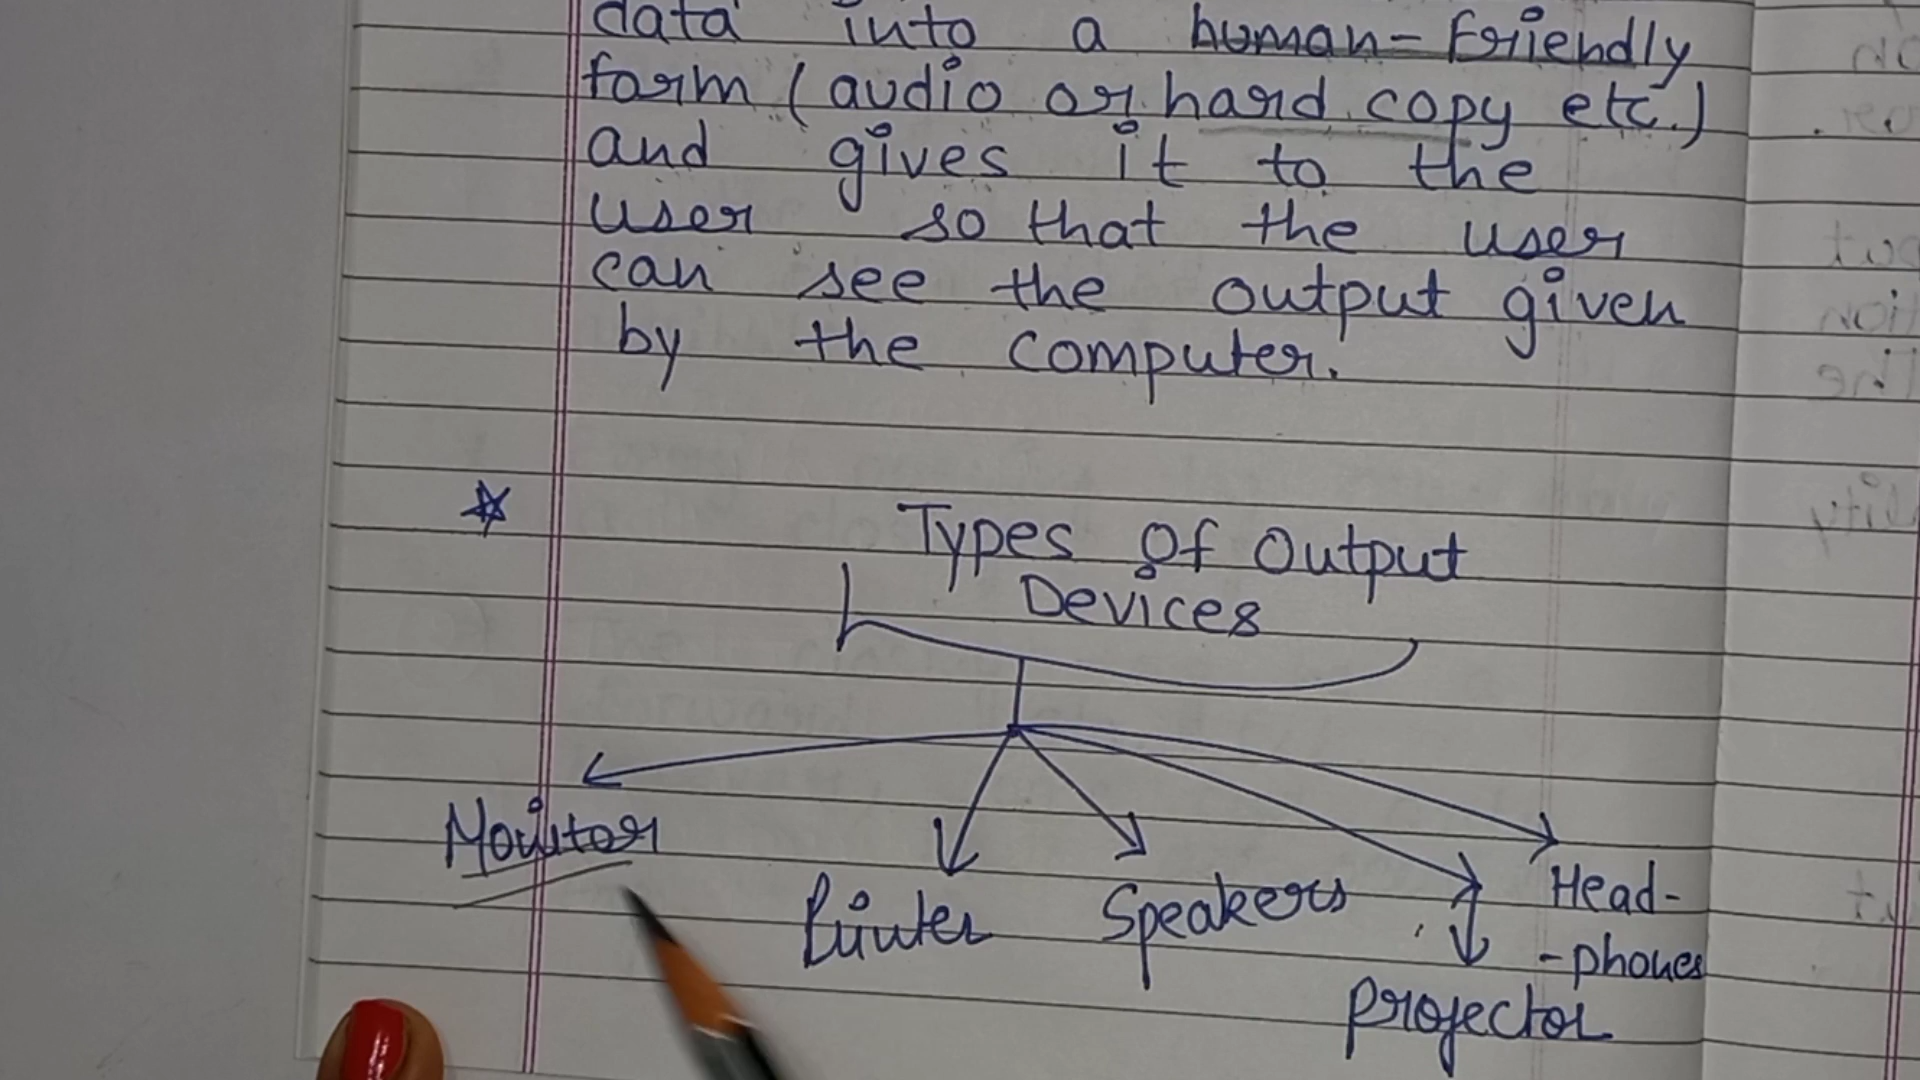 data into a human-friendly
form (audio or hard copy etc.)
and gives it to the
user so that the user
can see the output given
by the computer.
Types Of Output
Devices
Monitor
Printer Speakers Head-
-phones
Projector